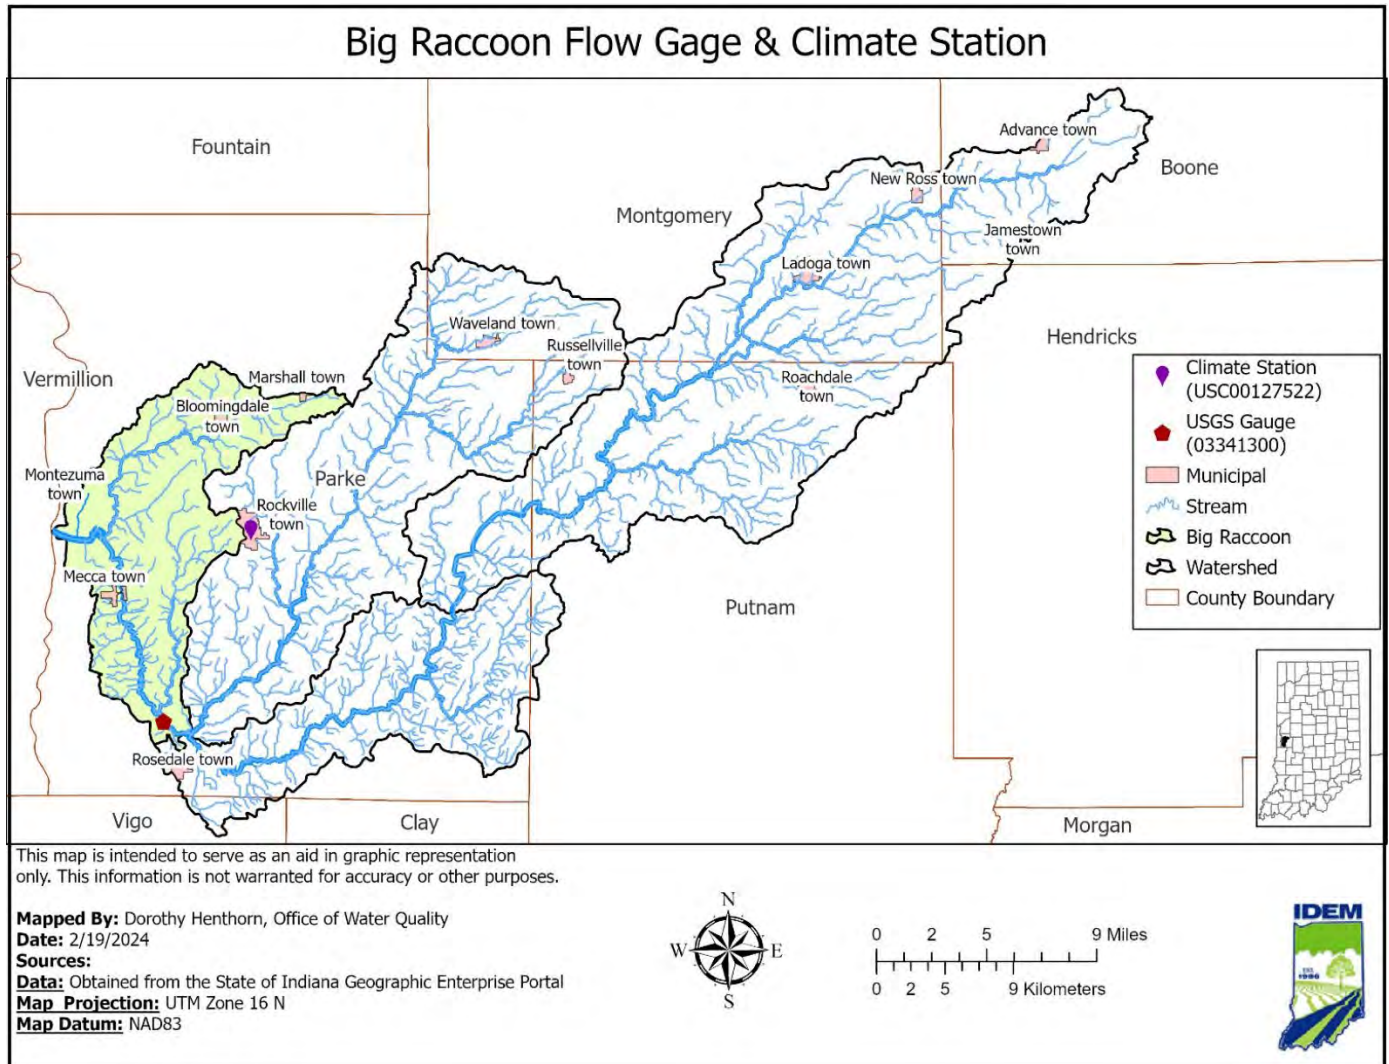 Big Raccoon Flow Gage & Climate Station
Fountain
Advance town
Boone
New Ross town
Montgomery
Jamestown
town
Ladoga town
Waveland town
Hendricks
Russellville
town
Vermillion
Marshall town
Roachdale
town
Bloomingdale
town
Montezuma
town
Parke
Rockville
town
Mecca town
Putnam
Rosedale town
Vigo
Clay
Morgan
Climate Station
(USC00127522)
USGS Gauge
(03341300)
Municipal
Stream
Big Raccoon
Watershed
County Boundary
This map is intended to serve as an aid in graphic representation
only. This information is not warranted for accuracy or other purposes.
Mapped By: Dorothy Henthorn, Office of Water Quality
Date: 2/19/2024
Sources:
Data: Obtained from the State of Indiana Geographic Enterprise Portal
Map Projection: UTM Zone 16 N
Map Datum: NAD83
N
W E
S
0 2 5 9 Miles
0 2 5 9 Kilometers
IDEM
EST.
1986